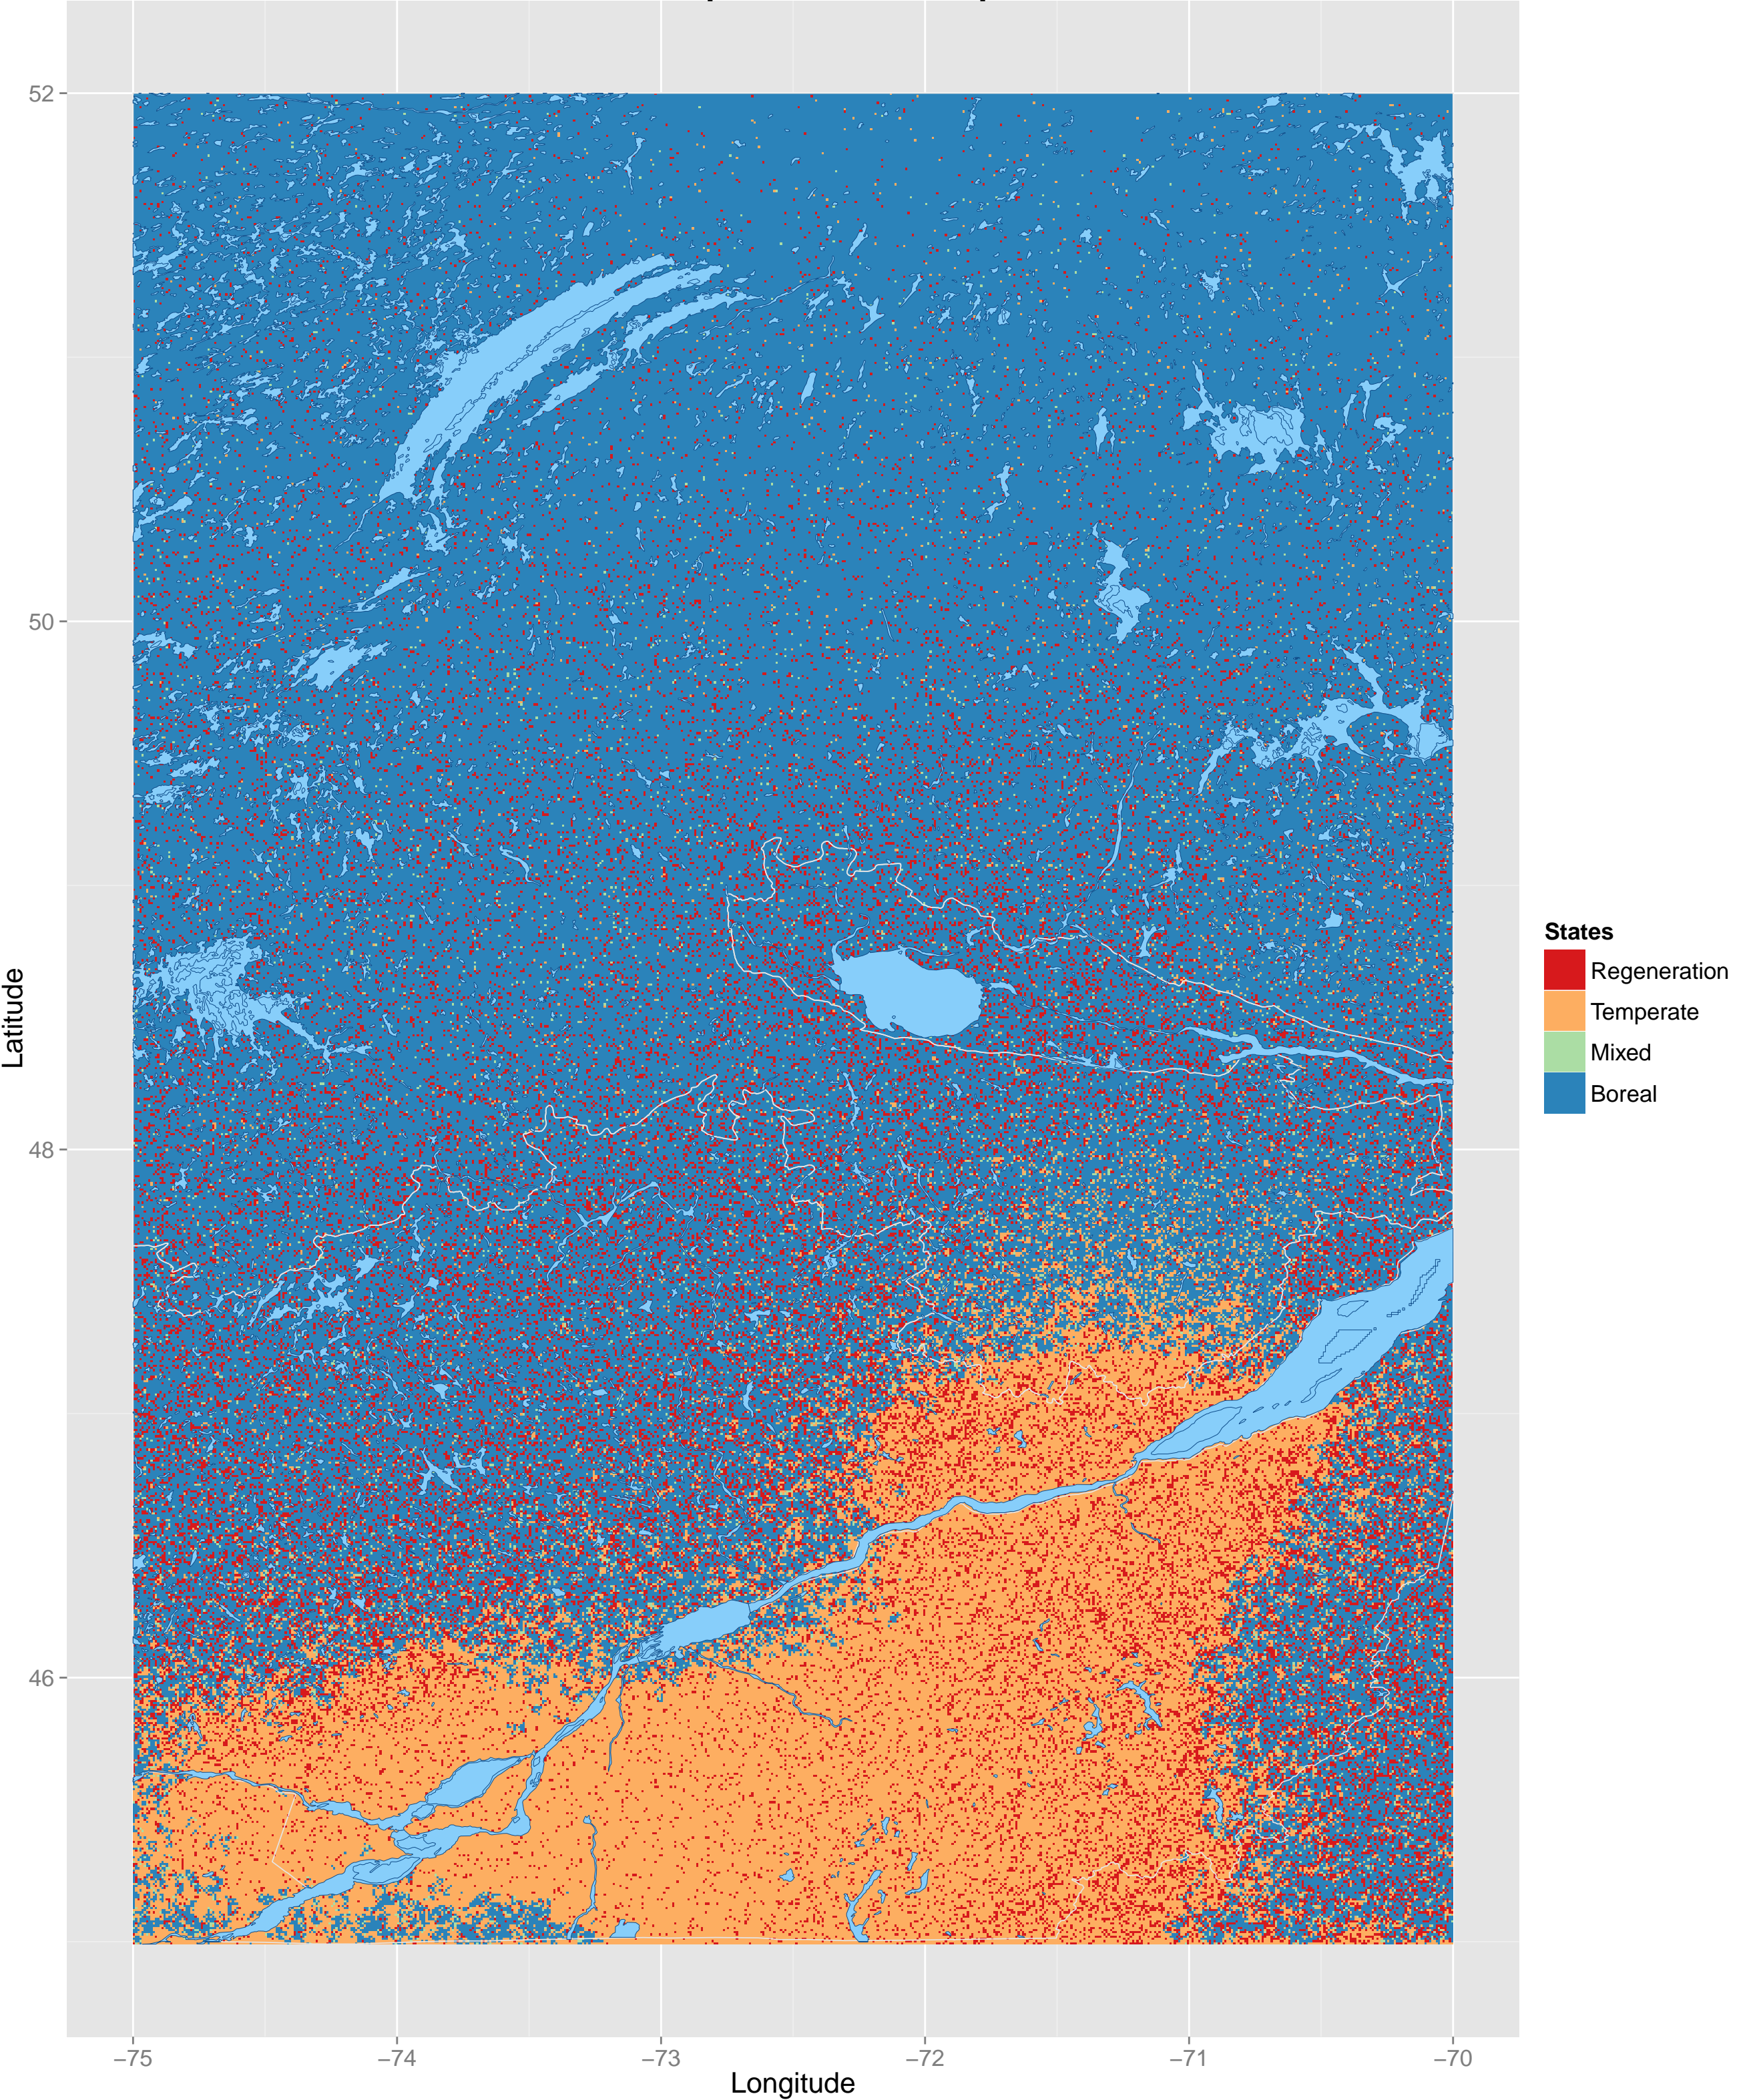 52
50
48
46
Latitude
−75
−74
−73
−72
−71
−70
Longitude
States
Regeneration
Temperate
Mixed
Boreal